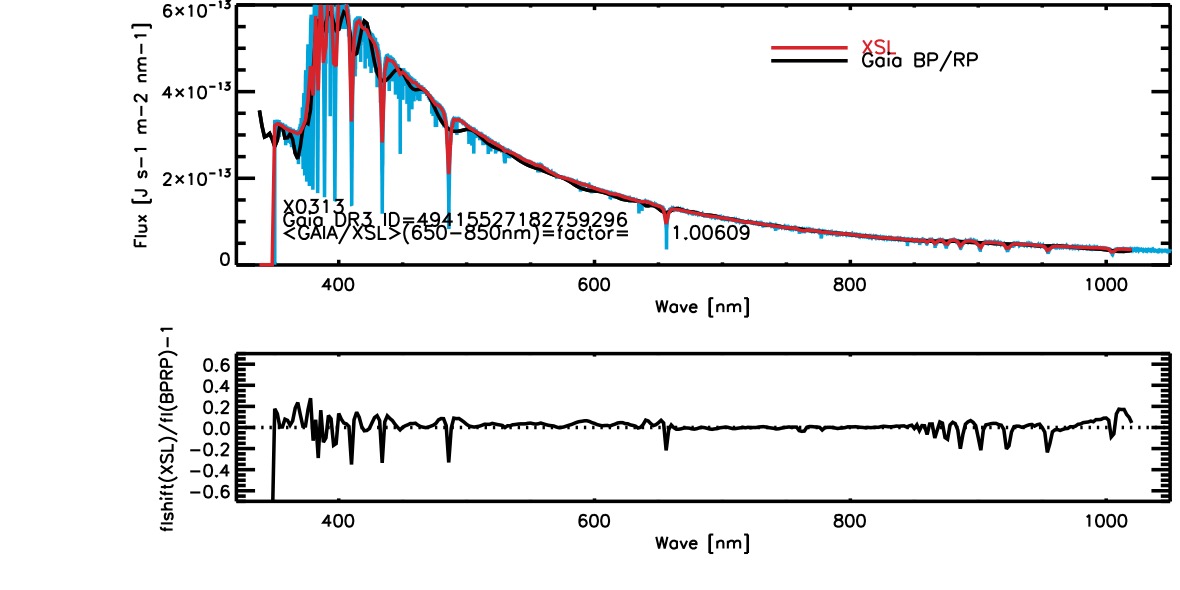 6×10−13
4×10−13
2×10−13
0
Flux [J s−1 m−2 nm−1]
XSL
Gaia BP/RP
X0313
Gaia DR3 ID=4941552718275929​6
<GAIA/XSL>(650−850nm)=factor= 1.00609
400 600 800 1000
Wave [nm]
flshift(XSL)/fl(BPRP)−1
0.6
0.4
0.2
0.0
−0.2
−0.4
−0.6
400 600 800 1000
Wave [nm]